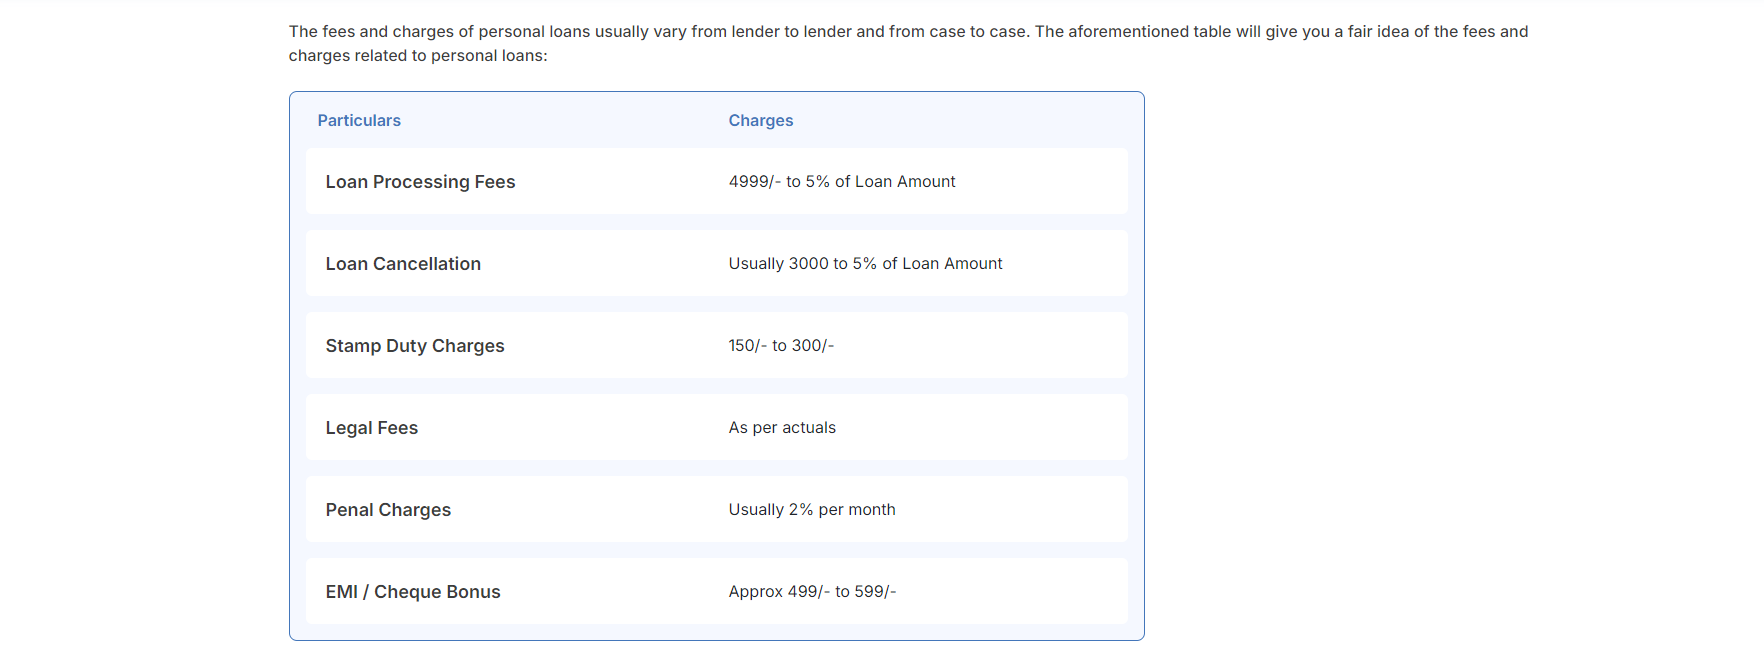 The fees and charges of personal loans usually vary from lender to lender and from case to case. The aforementioned table will give you a fair idea of the fees and
charges related to personal loans:
Particulars Charges
Loan Processing Fees 4999/- to 5% of Loan Amount
Loan Cancellation Usually 3000 to 5% of Loan Amount
Stamp Duty Charges 150/- to 300/-
Legal Fees As per actuals
Penal Charges Usually 2% per month
EMI / Cheque Bonus Approx 499/- to 599/-